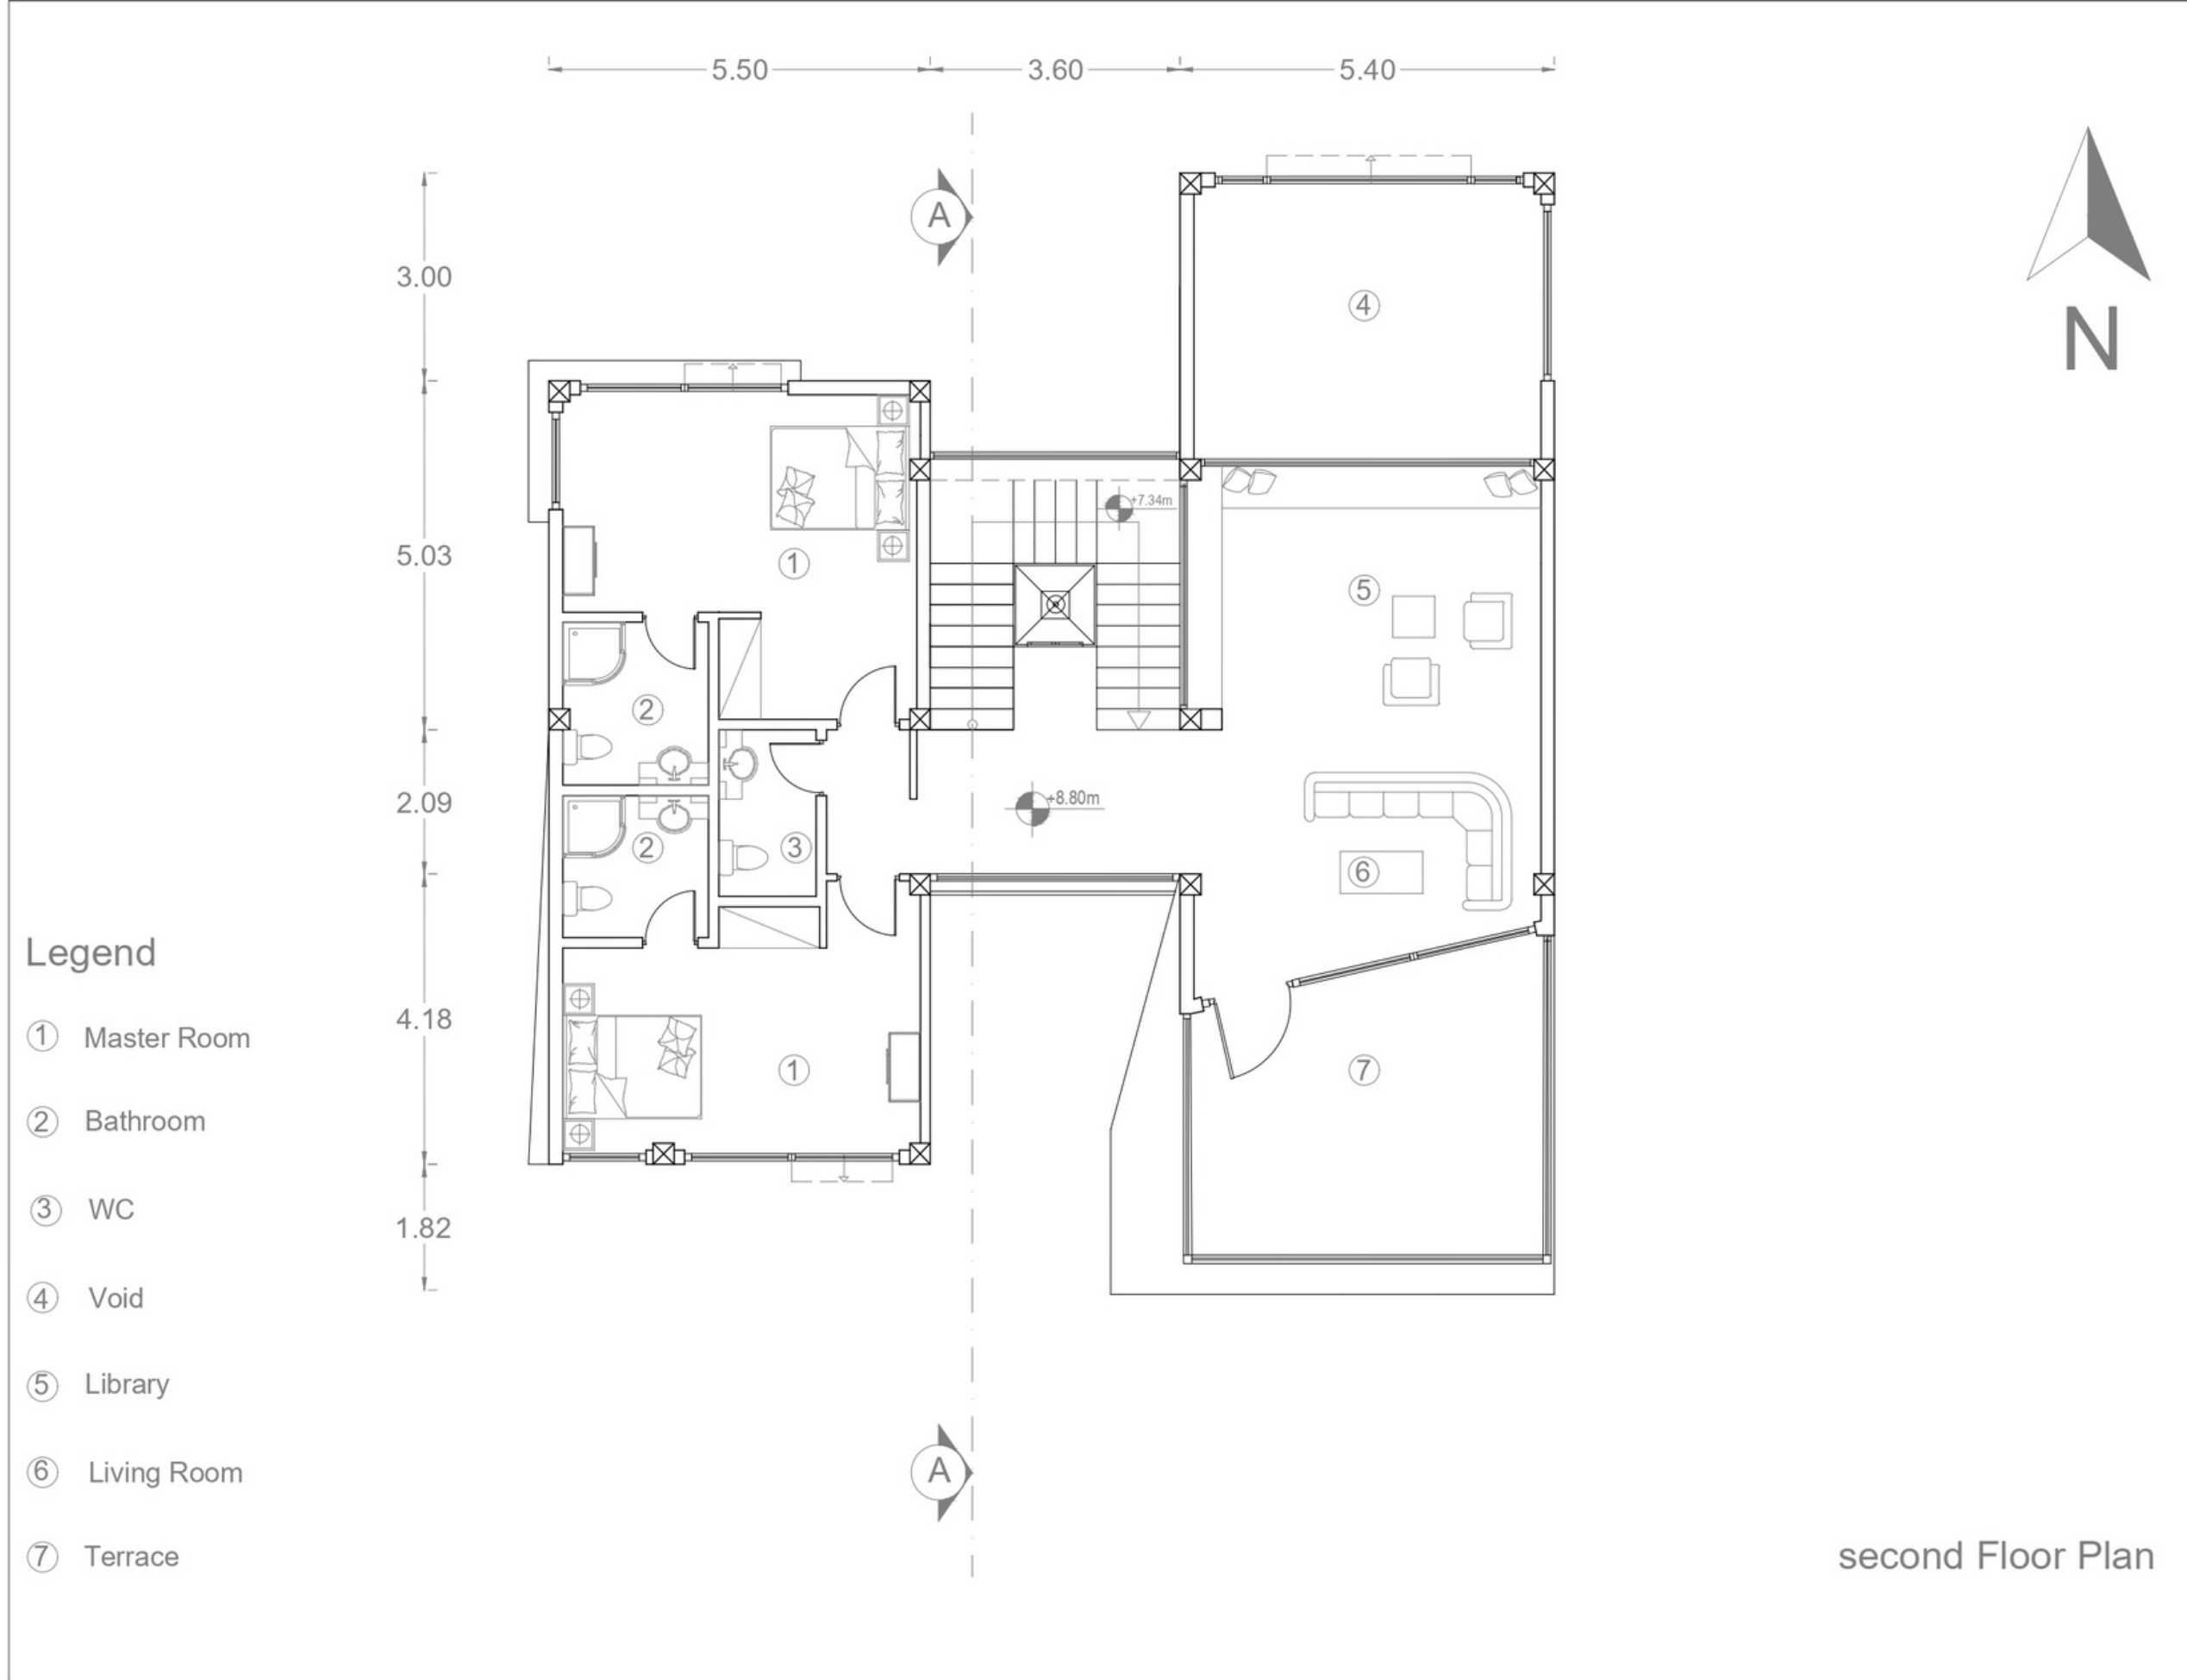 5.50
3.60
5.40
A
3.00
4
N
+7.34m
5.03
1
5
2
2.09
+8.80m
2
3
6
Legend
1 Master Room
4.18
1
7
2 Bathroom
3 WC
1.82
4 Void
5 Library
6 Living Room
A
7 Terrace
second Floor Plan